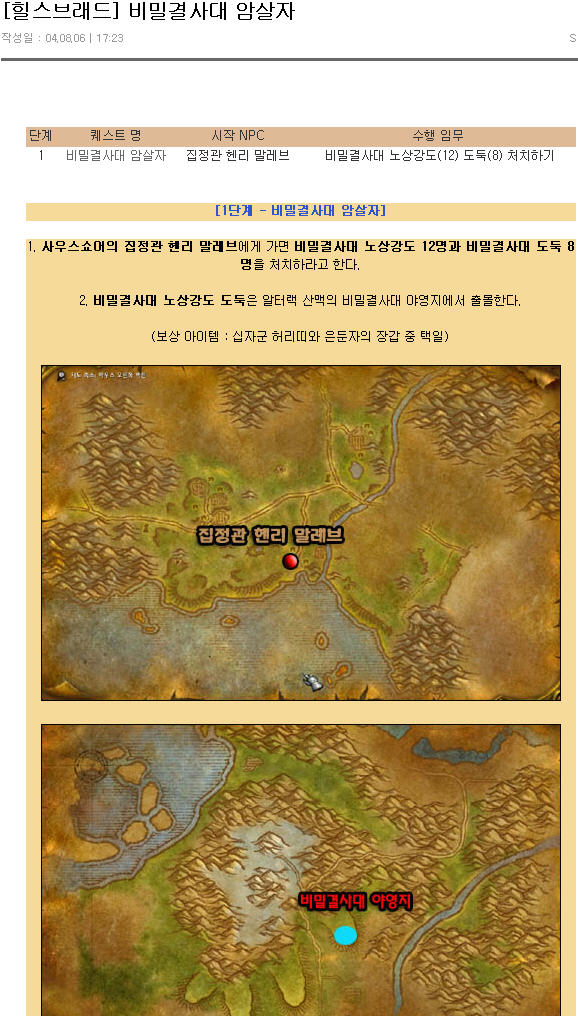 [힐스브래드] 비밀결사대 암살자
작성일 : 04.08.06 | 17:23 S
단계 퀘스트 명 시작 NPC 수행 임무
1 비밀결사대 암살자 집정관 헨리 말레브 비밀결사대 노상강도(12) 도둑(8) 처치하기
[1단계 - 비밀결사대 암살자]
1. 사우스쇼어의 집정관 헨리 말레브에게 가면 비밀결사대 노상강도 12명과 비밀결사대 도둑 8
명을 처치하라고 한다.
2. 비밀결사대 노상강도 도둑은 알터랙 산맥의 비밀결사대 야영지에서 출몰한다.
(보상 아이템 : 십자군 허리띠와 은둔자의 장갑 중 택일)
집정관 헨리 말레브
비밀결사대 야영지